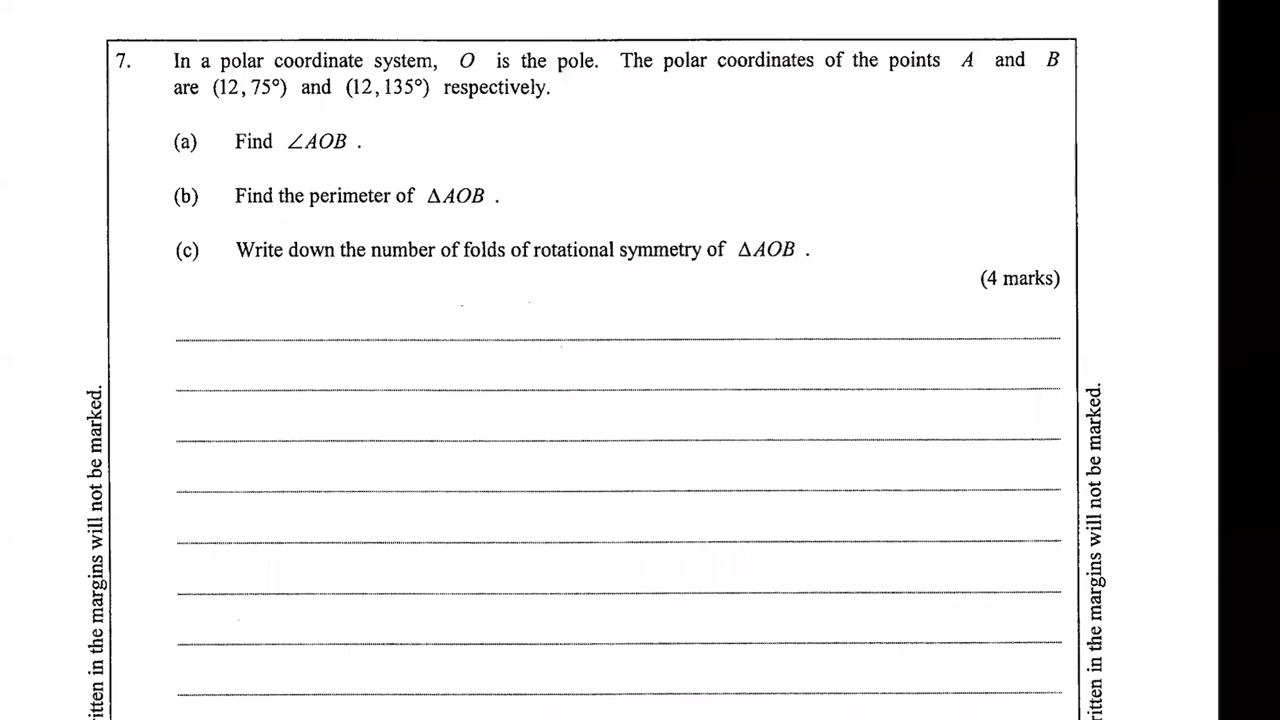 7. In a polar coordinate system, O is the pole. The polar coordinates of the points A and B
are (12, 75°) and (12, 135°) respectively.
(a) Find ∠AOB .
(b) Find the perimeter of ΔAOB .
(c) Write down the number of folds of rotational symmetry of ΔAOB .
(4 marks)
written in the margins will not be marked.
written in the margins will not be marked.